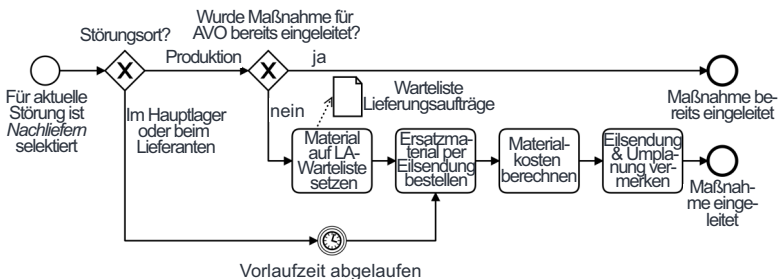 Störungsort?
Wurde Maßnahme für
AVO bereits eingeleitet?
Produktion
ja
Für aktuelle
Störung ist
Nachliefern
selektiert
Im Hauptlager
oder beim
Lieferanten
nein
Warteliste
Lieferungsaufträge
Maßnahme be-
reits eingeleitet
Material
auf LA-
Warteliste
setzen
Ersatzma-
terial per
Eilsendung
bestellen
Material-
kosten
berechnen
Eilsendung
& Umpla-
nung ver-
merken
Maßnah-
me einge-
leitet
Vorlaufzeit abgelaufen